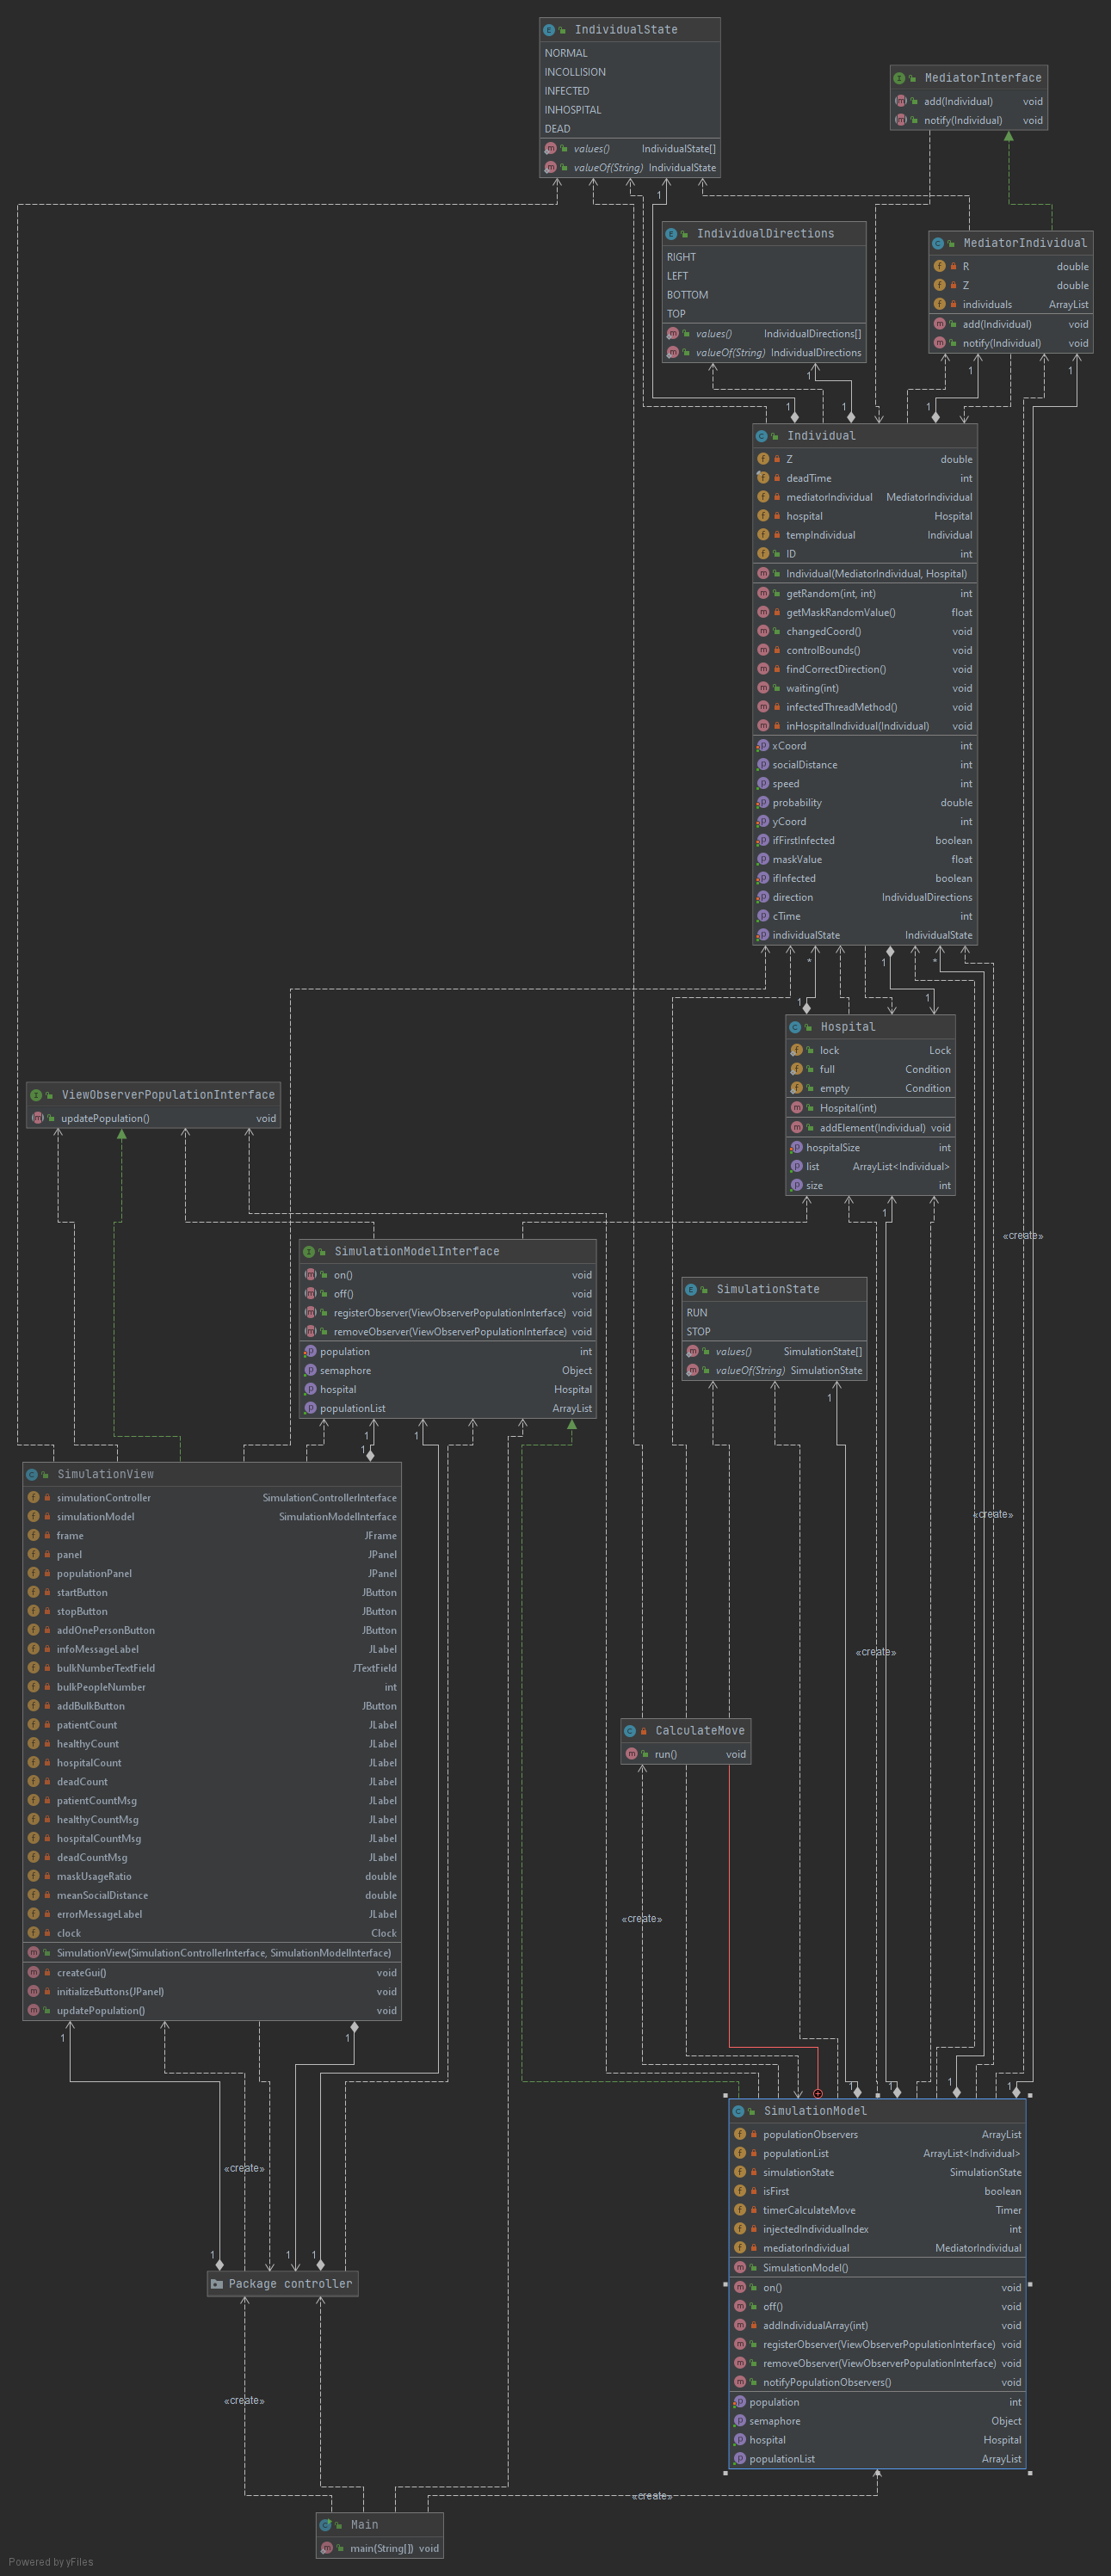 IndividualState
NORMAL
INCOLLISION
INFECTED
INHOSPITAL
DEAD
values() IndividualState[]
valueOf(String) IndividualState
MediatorInterface
add(Individual) void
notify(Individual) void
1
IndividualDirections
RIGHT
LEFT
BOTTOM
TOP
values() IndividualDirections[]
valueOf(String) IndividualDirections
MediatorIndividual
R double
Z double
individuals ArrayList
add(Individual) void
notify(Individual) void
1 1 1
1 1 1
Individual
Z double
deadTime int
mediatorIndividual MediatorIndividual
hospital Hospital
tempIndividual Individual
ID int
Individual(MediatorIndividual, Hospital)
getRandom(int, int) int
getMaskRandomValue() float
changedCoord() void
controlBounds() void
findCorrectDirection() void
waiting(int) void
infectedThreadMethod() void
inHospitalIndividual(Individual) void
xCoord int
socialDistance int
speed int
probability double
yCoord int
ifFirstInfected boolean
maskValue float
ifInfected boolean
direction IndividualDirections
cTime int
individualState IndividualState
* 1 *
1 1
Hospital
lock Lock
full Condition
empty Condition
Hospital(int)
addElement(Individual) void
hospitalSize int
list ArrayList<Individual>
size int
1
ViewObserverPopulationInterface
updatePopulation() void
«create»
SimulationModelInterface
on() void
off() void
registerObserver(ViewObserverPopulationInterface) void
removeObserver(ViewObserverPopulationInterface) void
population int
semaphore Object
hospital Hospital
populationList ArrayList
SimulationState
RUN
STOP
values() SimulationState[]
valueOf(String) SimulationState
1
1 1
1
SimulationView
simulationController SimulationControllerInterface
simulationModel SimulationModelInterface
frame JFrame
panel JPanel
populationPanel JPanel
startButton JButton
stopButton JButton
addOnePersonButton JButton
infoMessageLabel JLabel
bulkNumberTextField JTextField
bulkPeopleNumber int
addBulkButton JButton
patientCount JLabel
healthyCount JLabel
hospitalCount JLabel
deadCount JLabel
patientCountMsg JLabel
healthyCountMsg JLabel
hospitalCountMsg JLabel
deadCountMsg JLabel
maskUsageRatio double
meanSocialDistance double
errorMessageLabel JLabel
clock Clock
SimulationView(SimulationControllerInterface, SimulationModelInterface)
createGui() void
initializeButtons(JPanel) void
updatePopulation() void
«create»
«create»
CalculateMove
run() void
«create»
1 1
1 1 1 1
SimulationModel
populationObservers ArrayList
populationList ArrayList<Individual>
simulationState SimulationState
isFirst boolean
timerCalculateMove Timer
injectedIndividualIndex int
mediatorIndividual MediatorIndividual
SimulationModel()
on() void
off() void
addIndividualArray(int) void
registerObserver(ViewObserverPopulationInterface) void
removeObserver(ViewObserverPopulationInterface) void
notifyPopulationObservers() void
population int
semaphore Object
hospital Hospital
populationList ArrayList
«create»
1 1 1
Package controller
«create»
«create»
Main
main(String[]) void
Powered by yFiles